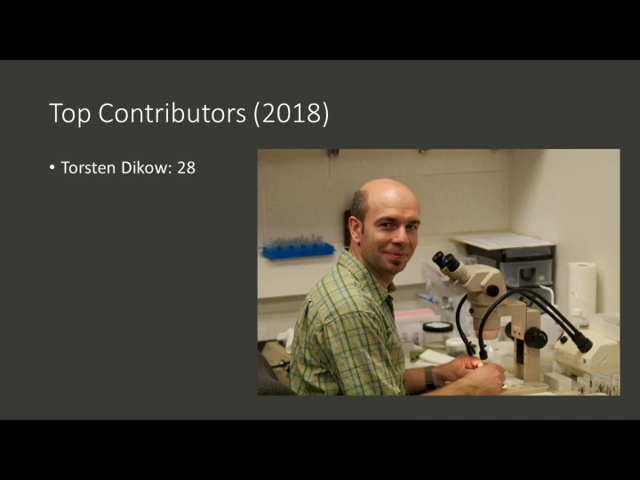 Top Contributors (2018)
• Torsten Dikow: 28